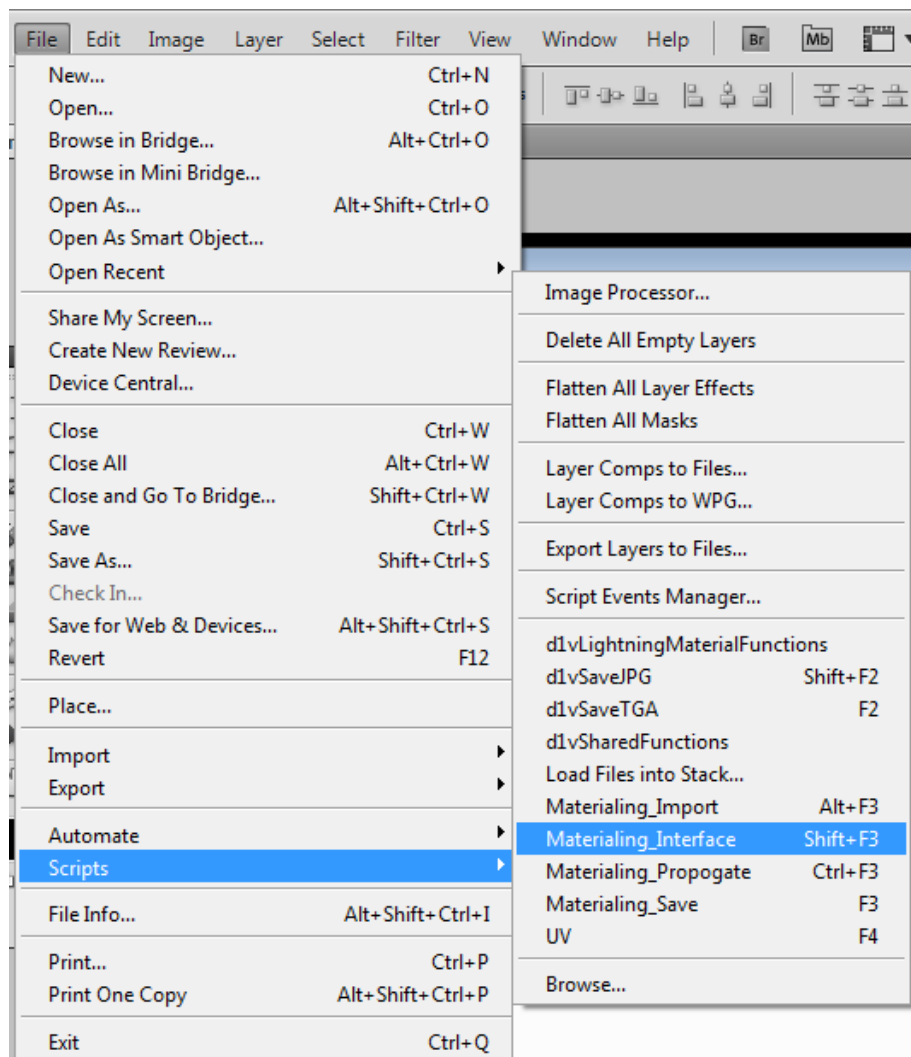 File Edit Image Layer Select Filter View Window Help Br Mb
New... Ctrl+N
Open... Ctrl+O
Browse in Bridge... Alt+Ctrl+O
Browse in Mini Bridge...
Open As... Alt+Shift+Ctrl+O
Open As Smart Object...
Open Recent
Share My Screen...
Create New Review...
Device Central...
Close Ctrl+W
Close All Alt+Ctrl+W
Close and Go To Bridge... Shift+Ctrl+W
Save Ctrl+S
Save As... Shift+Ctrl+S
Check In...
Save for Web & Devices... Alt+Shift+Ctrl+S
Revert F12
Place...
Import
Export
Automate
Scripts
File Info... Alt+Shift+Ctrl+I
Print... Ctrl+P
Print One Copy Alt+Shift+Ctrl+P
Exit Ctrl+Q
Image Processor...
Delete All Empty Layers
Flatten All Layer Effects
Flatten All Masks
Layer Comps to Files...
Layer Comps to WPG...
Export Layers to Files...
Script Events Manager...
d1vLightningMaterialFunctions
d1vSaveJPG Shift+F2
d1vSaveTGA F2
d1vSharedFunctions
Load Files into Stack...
Materialing_Import Alt+F3
Materialing_Interface Shift+F3
Materialing_Propogate Ctrl+F3
Materialing_Save F3
UV F4
Browse...